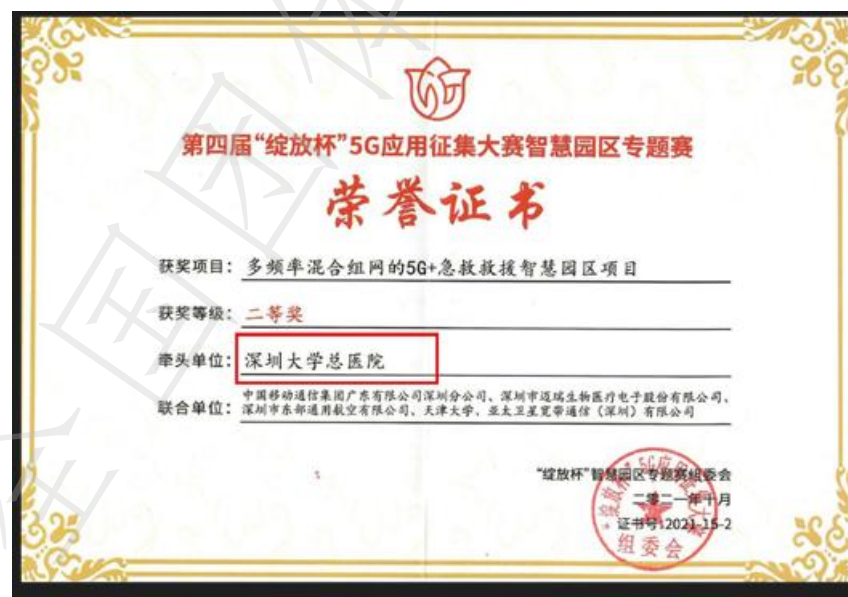 第四届“绽放杯”5G应用征集大赛智慧园区专题赛
荣誉证书
获奖项目：多频率混合组网的5G+急救救援智慧园区项目
获奖等级：二等奖
牵头单位：深圳大学总医院
联合单位：中国移动通信集团广东有限公司深圳分公司、深圳市迈瑞生物医疗电子股份有限公司、
深圳市东部通用航空有限公司、天津大学、亚太卫星宽带通信（深圳）有限公司
“绽放杯”智慧园区专题赛组委会
二零二一年十月
证书号:2021-15-2
组委会